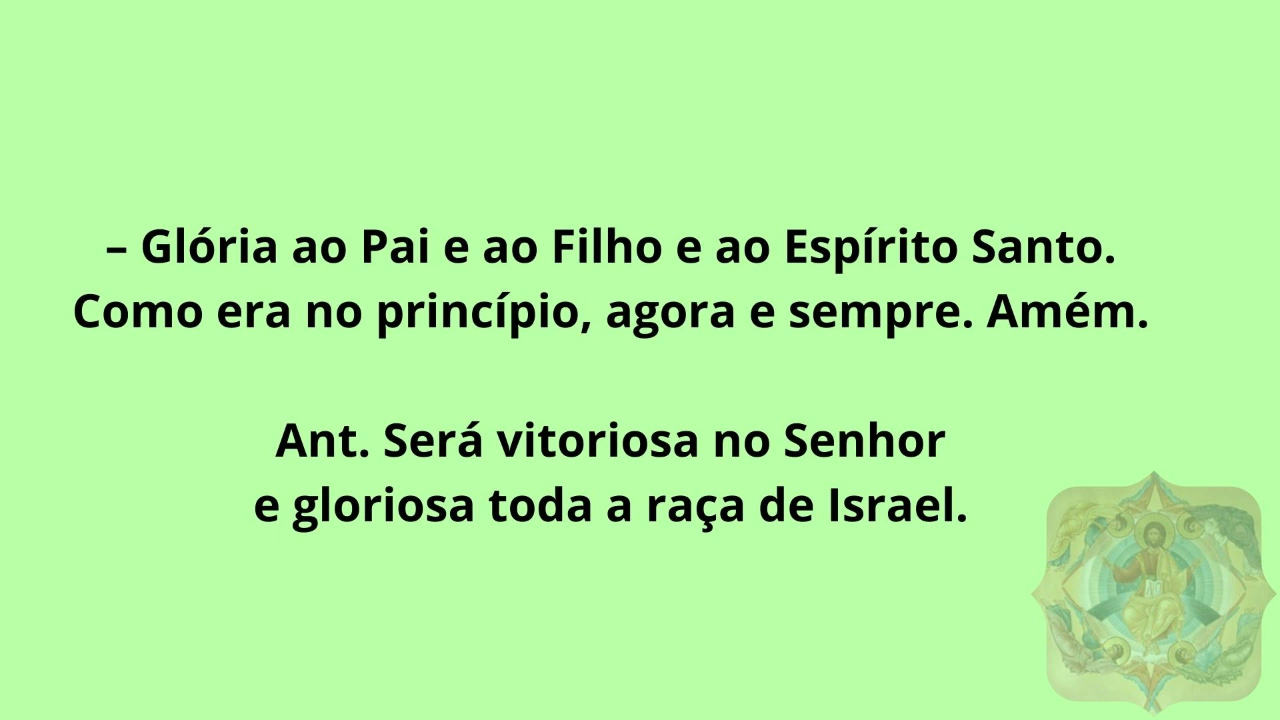 – Glória ao Pai e ao Filho e ao Espírito Santo.
Como era no princípio, agora e sempre. Amém.
Ant. Será vitoriosa no Senhor
e gloriosa toda a raça de Israel.